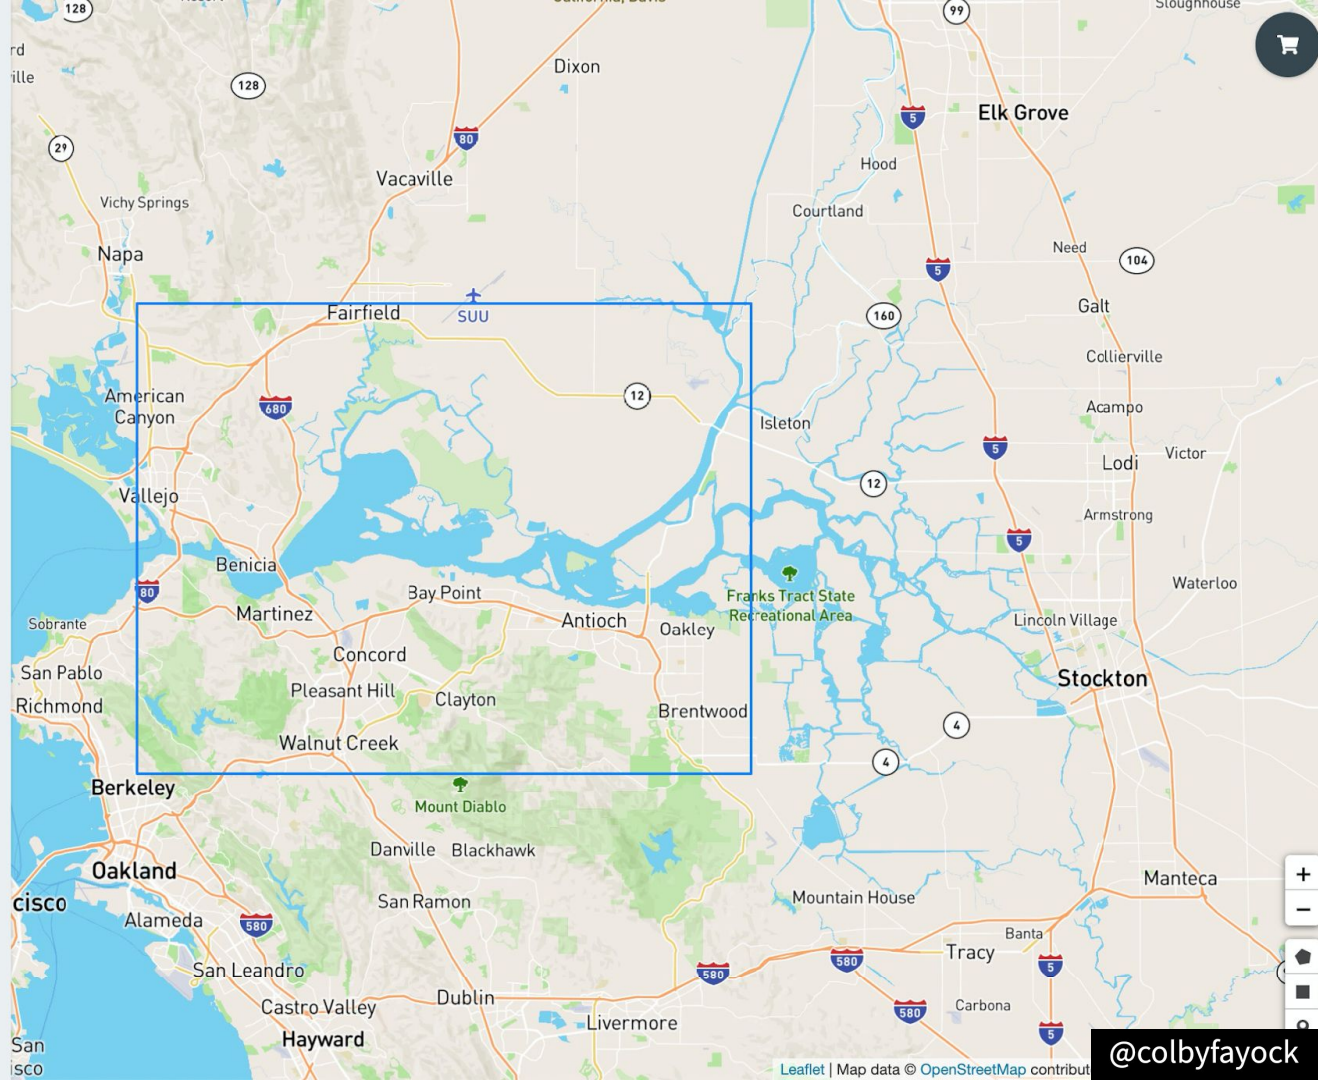 128
California, Davis
99
Sloughhouse
128
Dixon
80
5
Elk Grove
29
Hood
Vacaville
Vichy Springs
Courtland
Napa
Need
104
5
SUU
Fairfield
160
Galt
Collierville
American
Canyon
680
12
Isleton
Acampo
5
Victor
Lodi
12
Vallejo
Armstrong
5
Benicia
80
Bay Point
Franks Tract State
Recreational Area
Waterloo
Martinez
Antioch
Oakley
Sobrante
Lincoln Village
Concord
San Pablo
Stockton
Pleasant Hill
Clayton
Richmond
Brentwood
4
Walnut Creek
4
Berkeley
Mount Diablo
Danville
Blackhawk
Oakland
+
Manteca
cisco
San Ramon
Mountain House
−
Alameda
580
Banta
Tracy
San Leandro
580
580
5
Dublin
Castro Valley
Carbona
580
Livermore
5
Hayward
San
isco
Leaflet | Map data © OpenStreetMap contribut
@colbyfayock